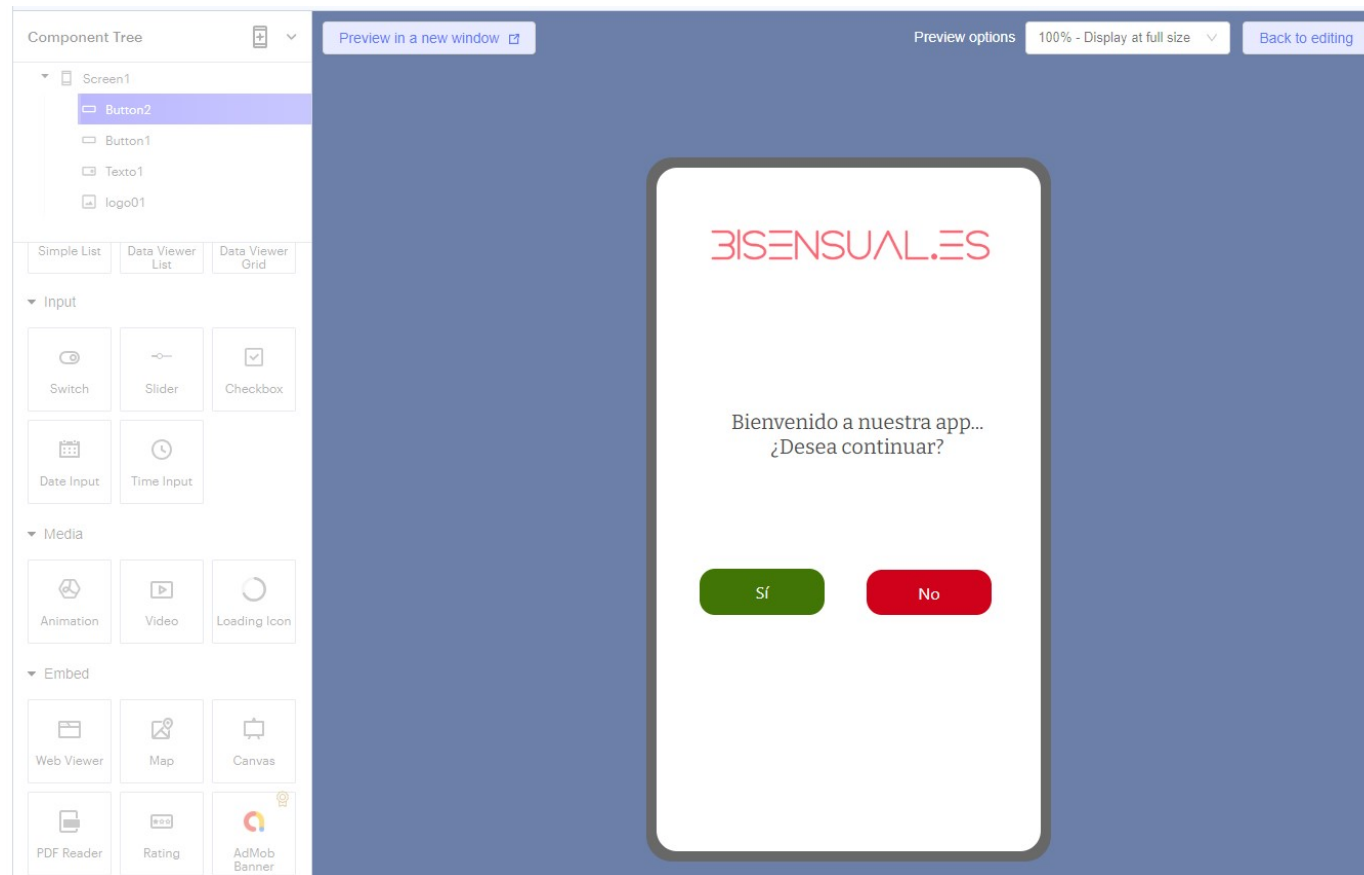 Component Tree
Preview in a new window
Preview options
100% - Display at full size
Back to editing
Screen1
Button2
Button1
Texto1
logo01
Simple List
Data Viewer List
Data Viewer Grid
Input
Switch
Slider
Checkbox
Date Input
Time Input
Media
Animation
Video
Loading Icon
Embed
Web Viewer
Map
Canvas
PDF Reader
Rating
AdMob Banner
BISENSUAL.ES
Bienvenido a nuestra app...
¿Desea continuar?
Sí
No